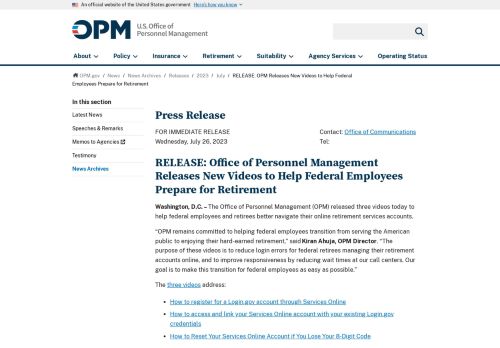 An official website of the United States government Here's how you know
OPM U.S. Office of
Personnel Management
About Policy Insurance Retirement Suitability Agency Services Operating Status
OPM.gov / News / News Archives / Releases / 2023 / July / RELEASE: OPM Releases New Videos to Help Federal
Employees Prepare for Retirement
In this section
Latest News
Speeches & Remarks
Memos to Agencies
Testimony
News Archives
Press Release
FOR IMMEDIATE RELEASE
Wednesday, July 26, 2023
Contact: Office of Communications
Tel:
RELEASE: Office of Personnel Management
Releases New Videos to Help Federal Employees
Prepare for Retirement
Washington, D.C. – The Office of Personnel Management (OPM) released three videos today to
help federal employees and retirees better navigate their online retirement services accounts.
“OPM remains committed to helping federal employees transition from serving the American
public to enjoying their hard-earned retirement,” said Kiran Ahuja, OPM Director. “The
purpose of these videos is to reduce login errors for federal retirees managing their retirement
accounts online, and to improve responsiveness by reducing wait times at our call centers. Our
goal is to make this transition for federal employees as easy as possible.”
The three videos address:
How to register for a Login.gov account through Services Online
How to access and link your Services Online account with your existing Login.gov
credentials
How to Reset Your Services Online Account if You Lose Your 8-Digit Code